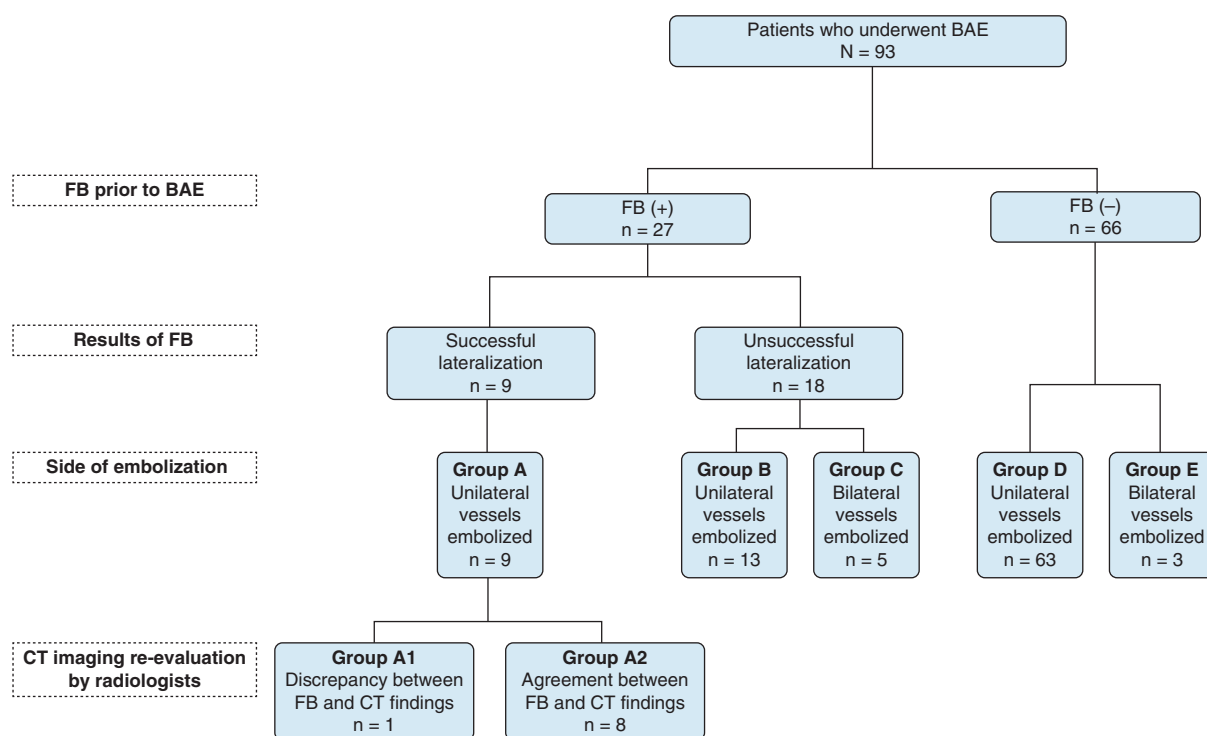 Patients who underwent BAE
N = 93
FB prior to BAE
FB (+)
n = 27
FB (–)
n = 66
Results of FB
Successful
lateralization
n = 9
Unsuccessful
lateralization
n = 18
Side of embolization
Group A
Unilateral
vessels
embolized
n = 9
Group B
Unilateral
vessels
embolized
n = 13
Group C
Bilateral
vessels
embolized
n = 5
Group D
Unilateral
vessels
embolized
n = 63
Group E
Bilateral
vessels
embolized
n = 3
CT imaging re-evaluation
by radiologists
Group A1
Discrepancy between
FB and CT findings
n = 1
Group A2
Agreement between
FB and CT findings
n = 8